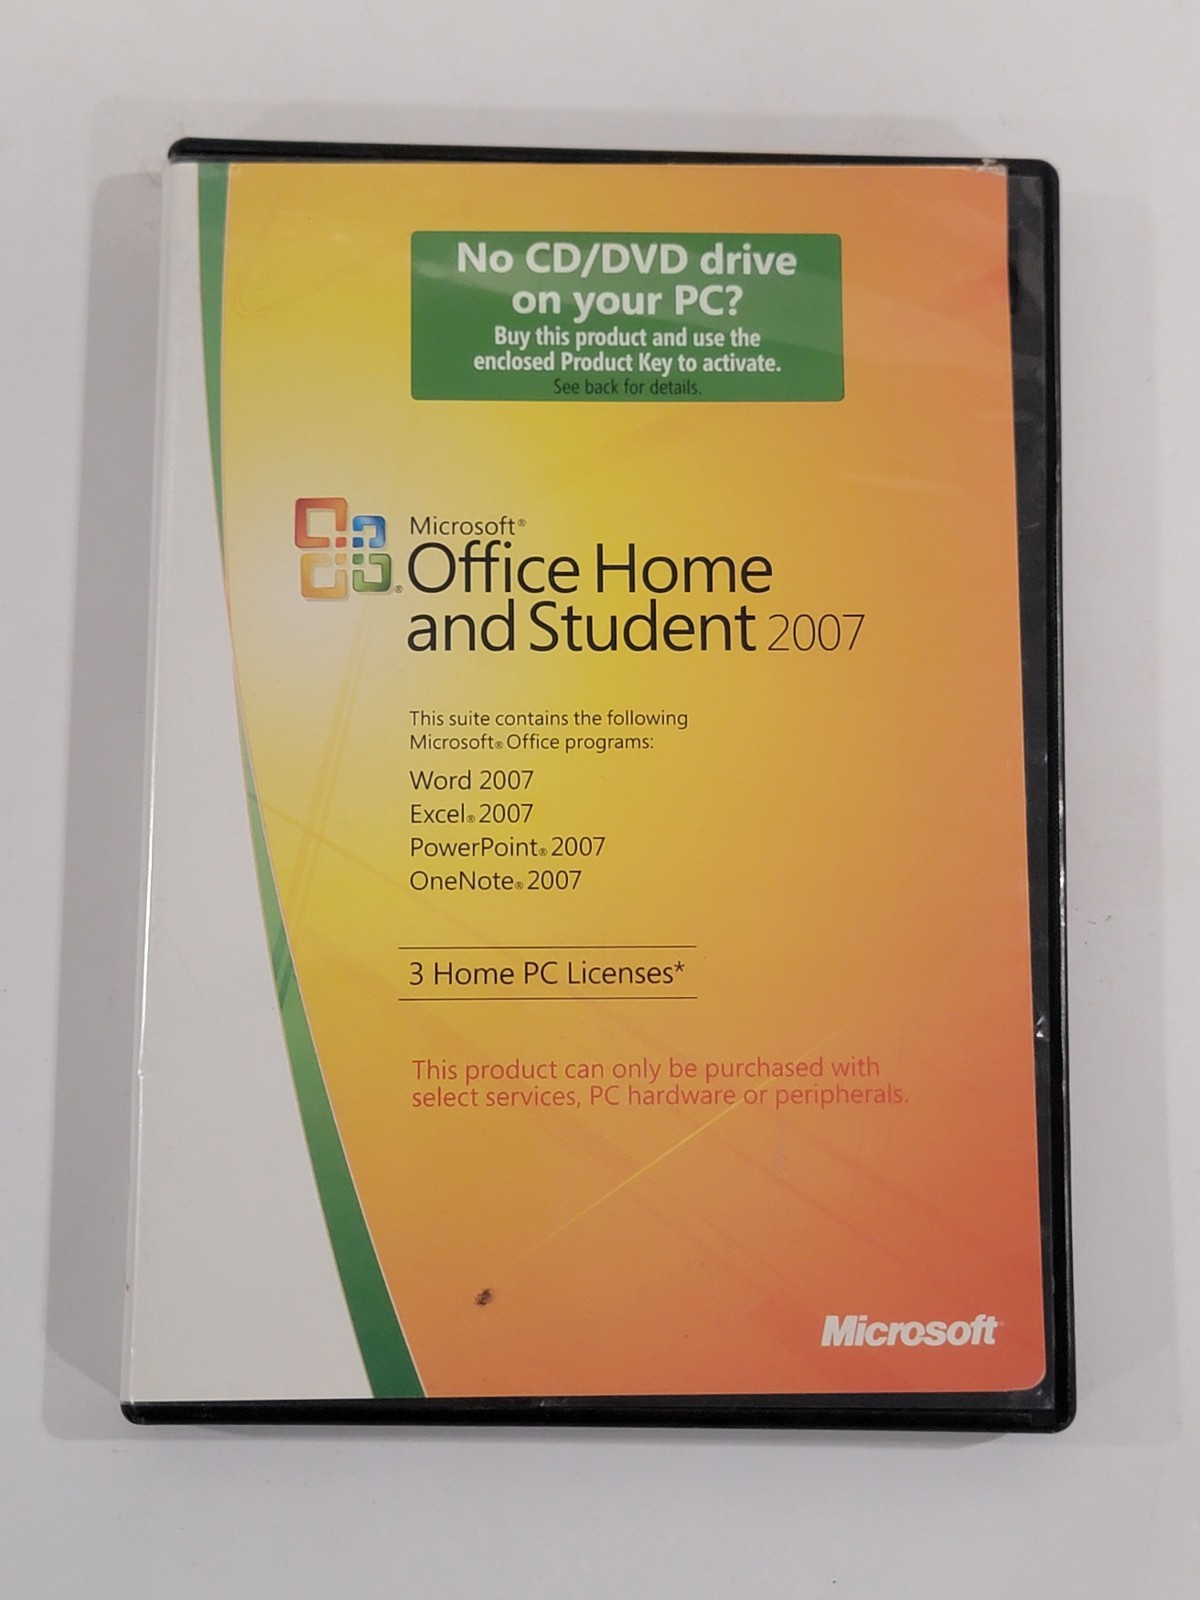 No CD/DVD drive
on your PC?
Buy this product and use the
enclosed Product Key to activate.
See back for details.
Microsoft®
Office Home
and Student 2007
This suite contains the following
Microsoft® Office programs:
Word 2007
Excel® 2007
PowerPoint® 2007
OneNote® 2007
3 Home PC Licenses*
This product can only be purchased with
select services, PC hardware or peripherals.
Microsoft®